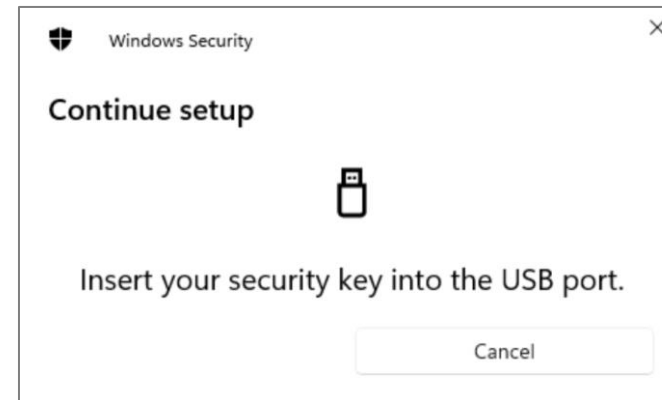 Windows Security
Continue setup
Insert your security key into the USB port.
Cancel